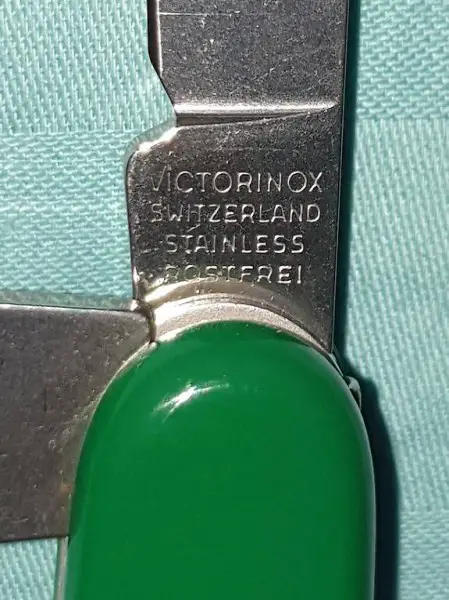 VICTORINOX
SWITZERLAND
STAINLESS
ROSTFREI